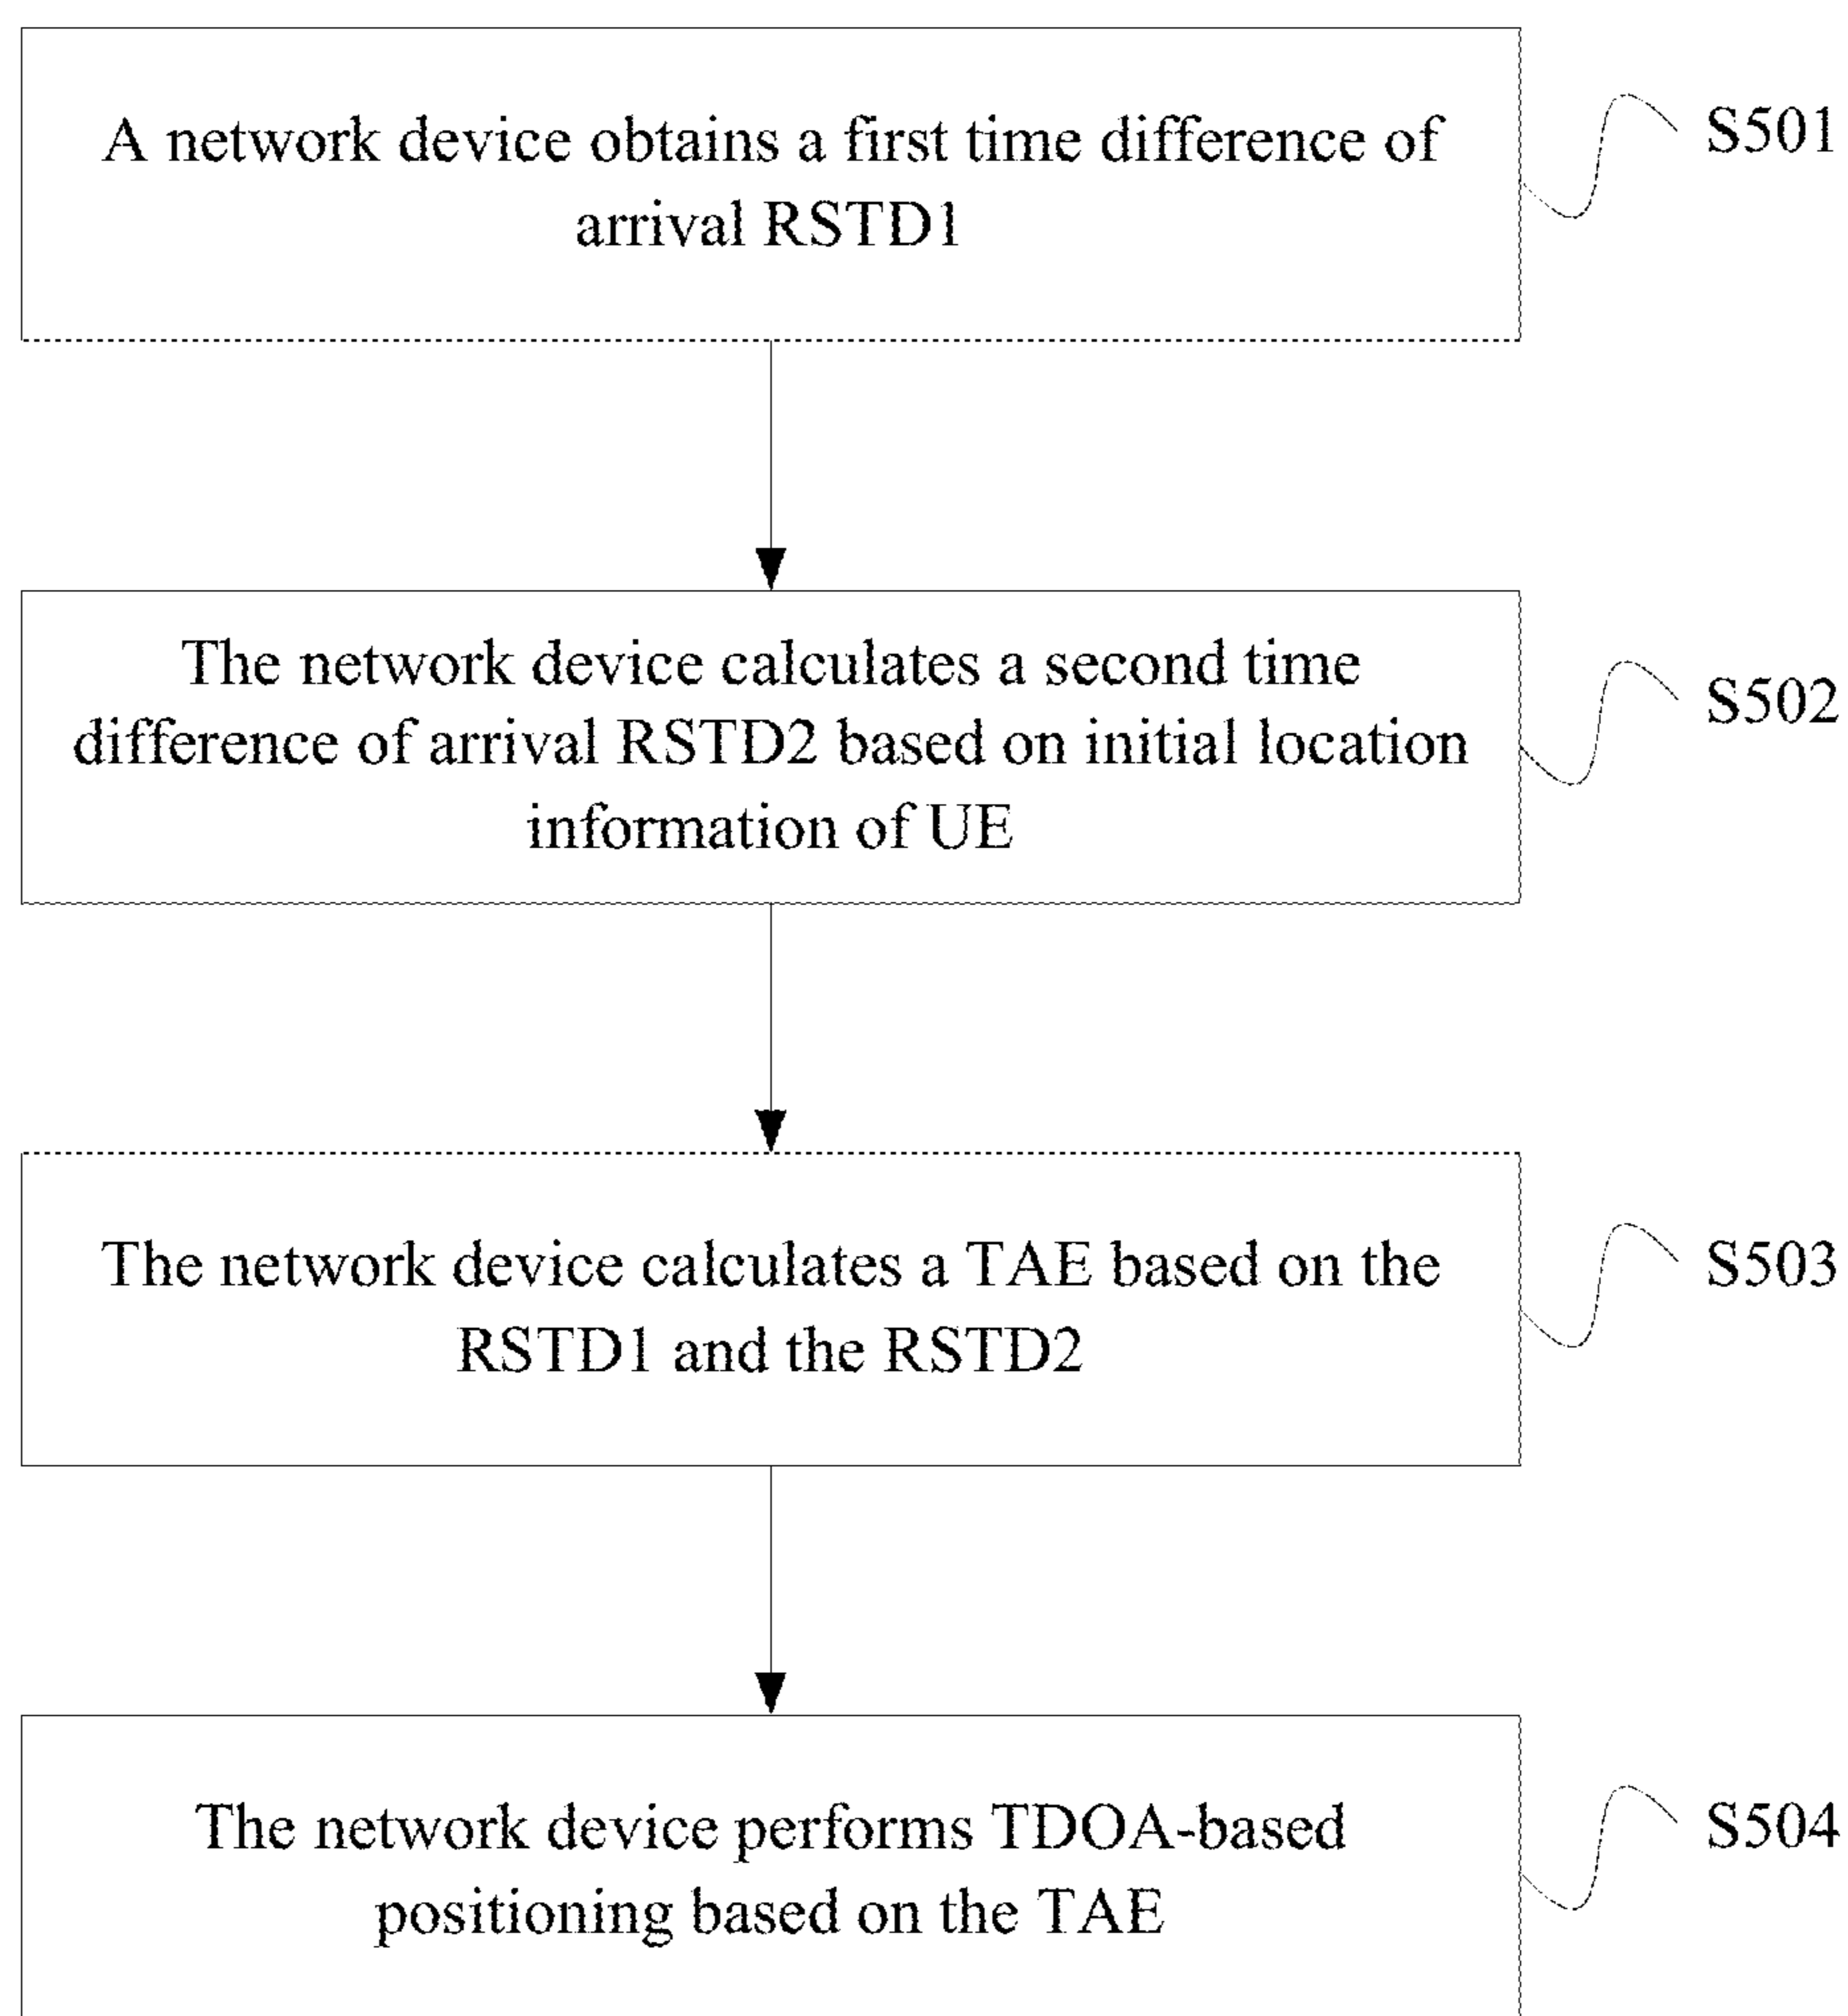 A network device obtains a first time difference of
arrival RSTD1
S501
The network device calculates a second time
difference of arrival RSTD2 based on initial location
information of UE
S502
The network device calculates a TAE based on the
RSTD1 and the RSTD2
S503
The network device performs TDOA-based
positioning based on the TAE
S504